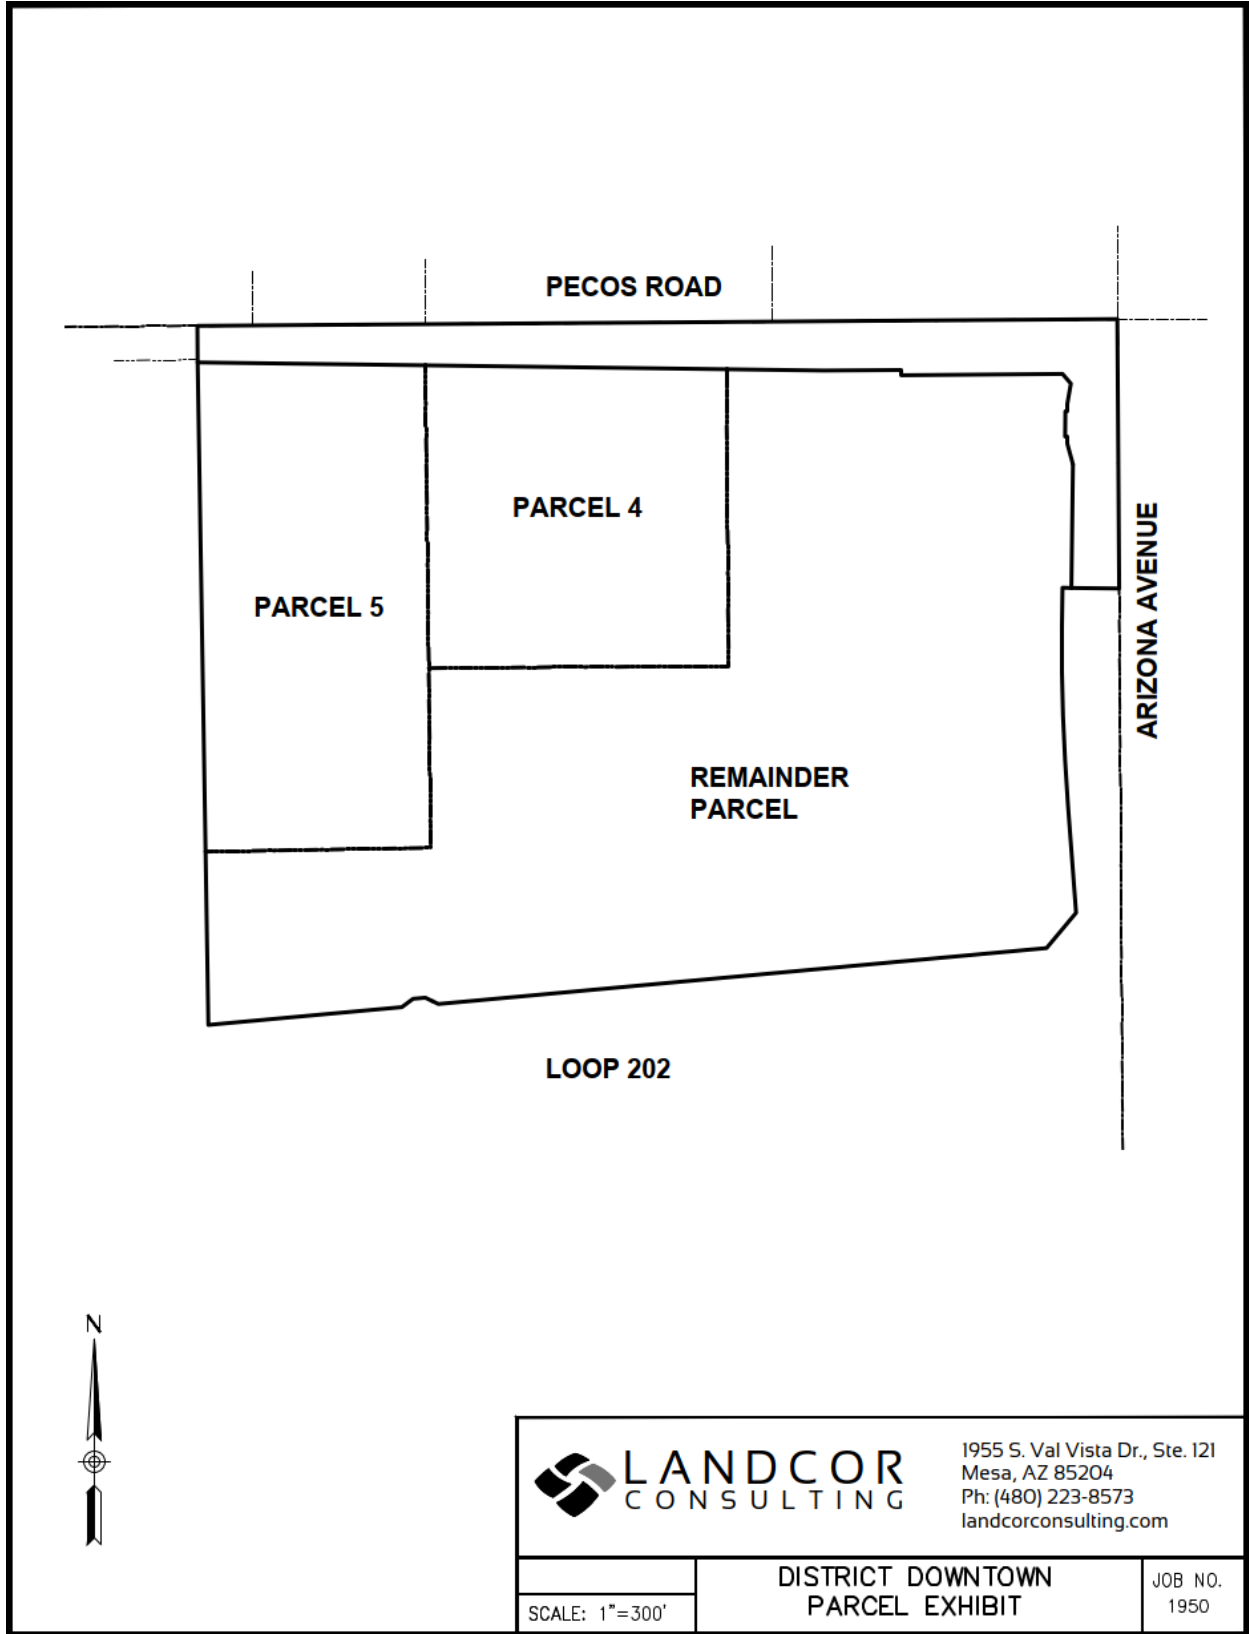 PECOS ROAD
PARCEL 4
PARCEL 5
ARIZONA AVENUE
REMAINDER
PARCEL
LOOP 202
N
LANDCOR
CONSULTING
1955 S. Val Vista Dr., Ste. 121
Mesa, AZ 85204
Ph: (480) 223-8573
landcorconsulting.com
SCALE: 1"=300'
DISTRICT DOWNTOWN
PARCEL EXHIBIT
JOB NO.
1950